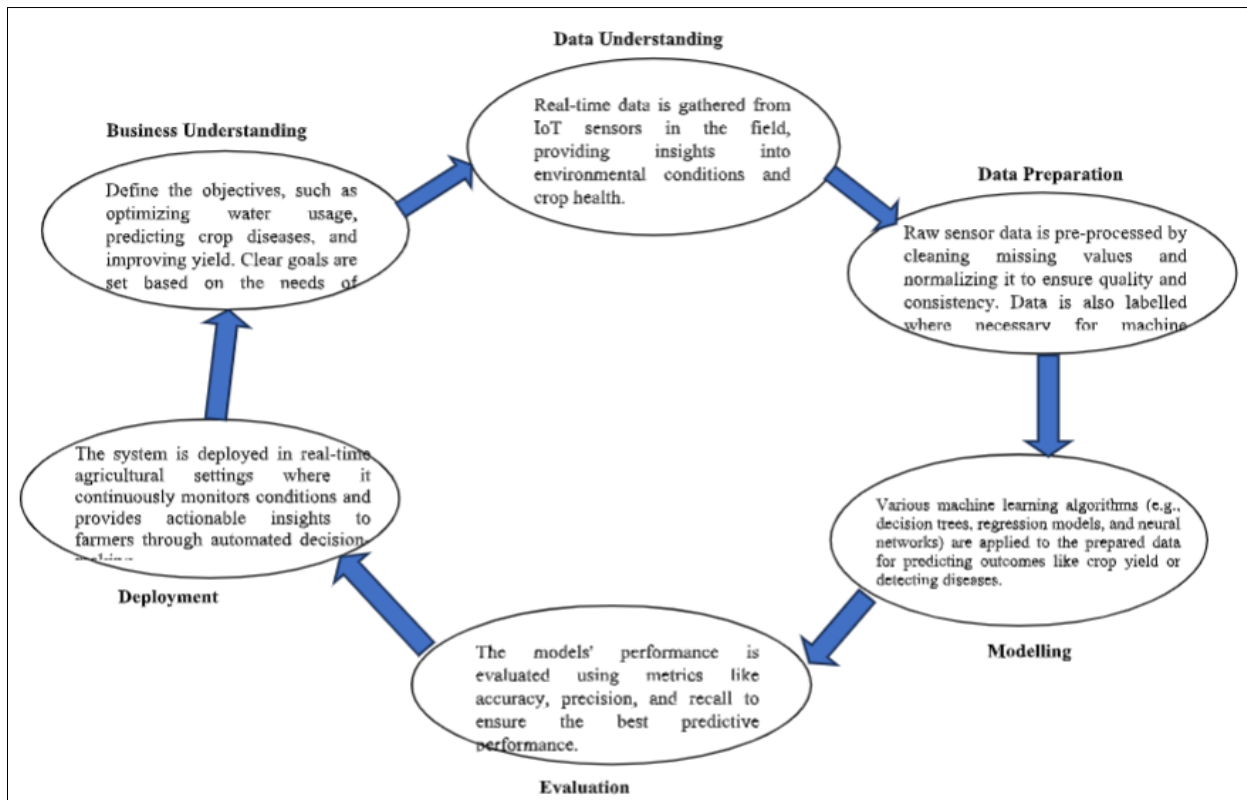 Data Understanding
Real-time data is gathered from
IoT sensors in the field,
providing insights into
environmental conditions and
crop health.
Business Understanding
Define the objectives, such as
optimizing water usage,
predicting crop diseases, and
improving yield. Clear goals are
set based on the needs of
Data Preparation
Raw sensor data is pre-processed by
cleaning missing values and
normalizing it to ensure quality and
consistency. Data is also labelled
where necessary for machine
The system is deployed in real-time
agricultural settings where it
continuously monitors conditions and
provides actionable insights to
farmers through automated decision-
Deployment
Various machine learning algorithms (e.g.,
decision trees, regression models, and neural
networks) are applied to the prepared data
for predicting outcomes like crop yield or
detecting diseases.
Modelling
The models' performance is
evaluated using metrics like
accuracy, precision, and recall to
ensure the best predictive
performance.
Evaluation